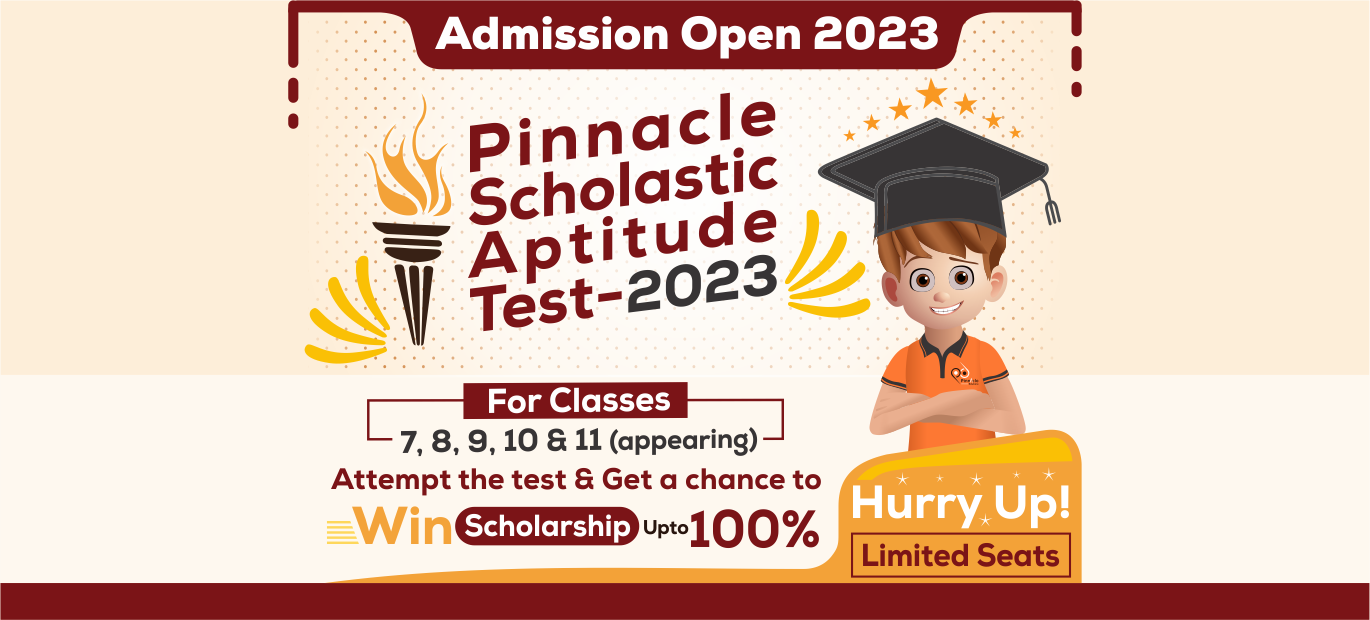 Admission Open 2023
Pinnacle
Scholastic
Aptitude
Test-2023
For Classes
7, 8, 9, 10 & 11 (appearing)
Attempt the test & Get a chance to
Win Scholarship Upto 100%
Pinnacle
Hurry Up!
Limited Seats